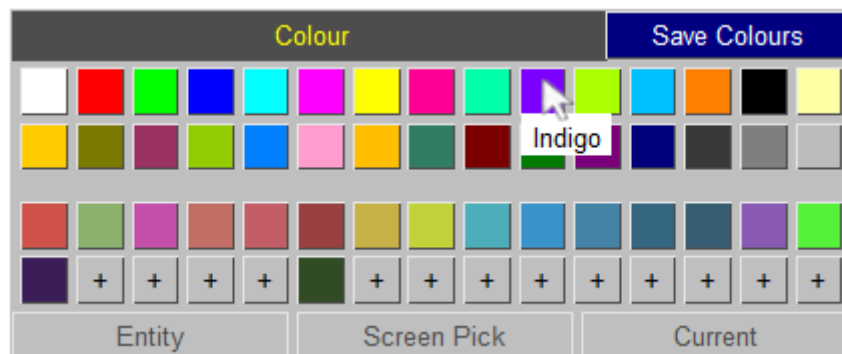 Colour Save Colours
Indigo
+ + + + + + + + + + + + +
Entity Screen Pick Current